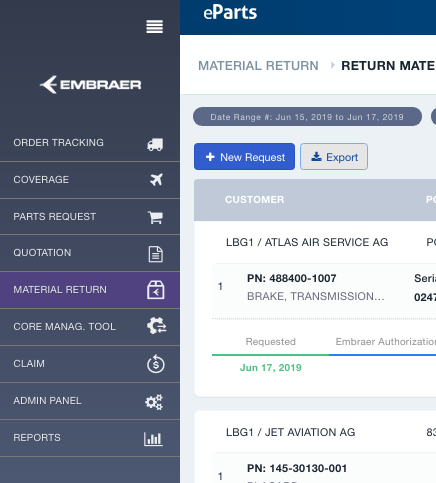 eParts
EMBRAER
ORDER TRACKING
COVERAGE
PARTS REQUEST
QUOTATION
MATERIAL RETURN
CORE MANAG. TOOL
CLAIM
ADMIN PANEL
REPORTS
MATERIAL RETURN RETURN MATE
Date Range #: Jun 15, 2019 to Jun 17, 2019
New Request Export
CUSTOMER
LBG1 / ATLAS AIR SERVICE AG
1 PN: 488400-1007 Seria
BRAKE, TRANSMISSION... 0247
Requested Embraer Authorization
Jun 17, 2019
LBG1 / JET AVIATION AG 83
1 PN: 145-30130-001